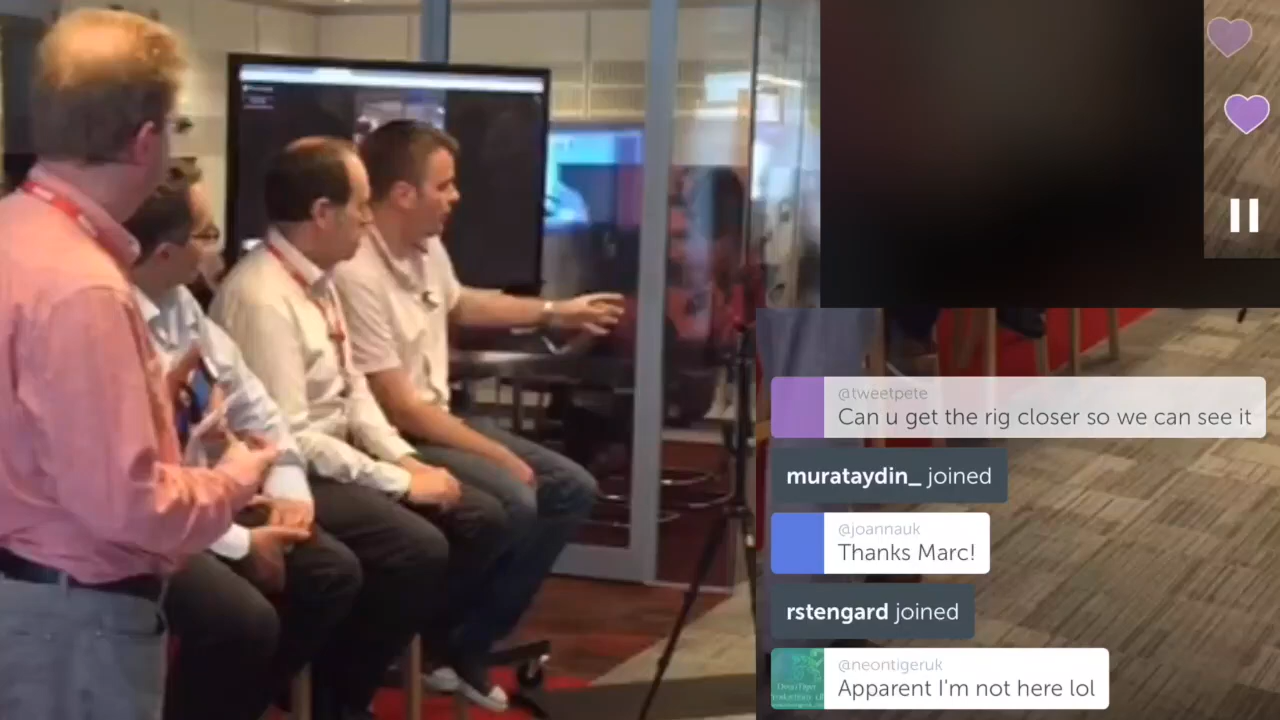 @tweetpete
Can u get the rig closer so we can see it
murataydin_ joined
@joannauk
Thanks Marc!
rstengard joined
@neontigeruk
Apparent I'm not here lol